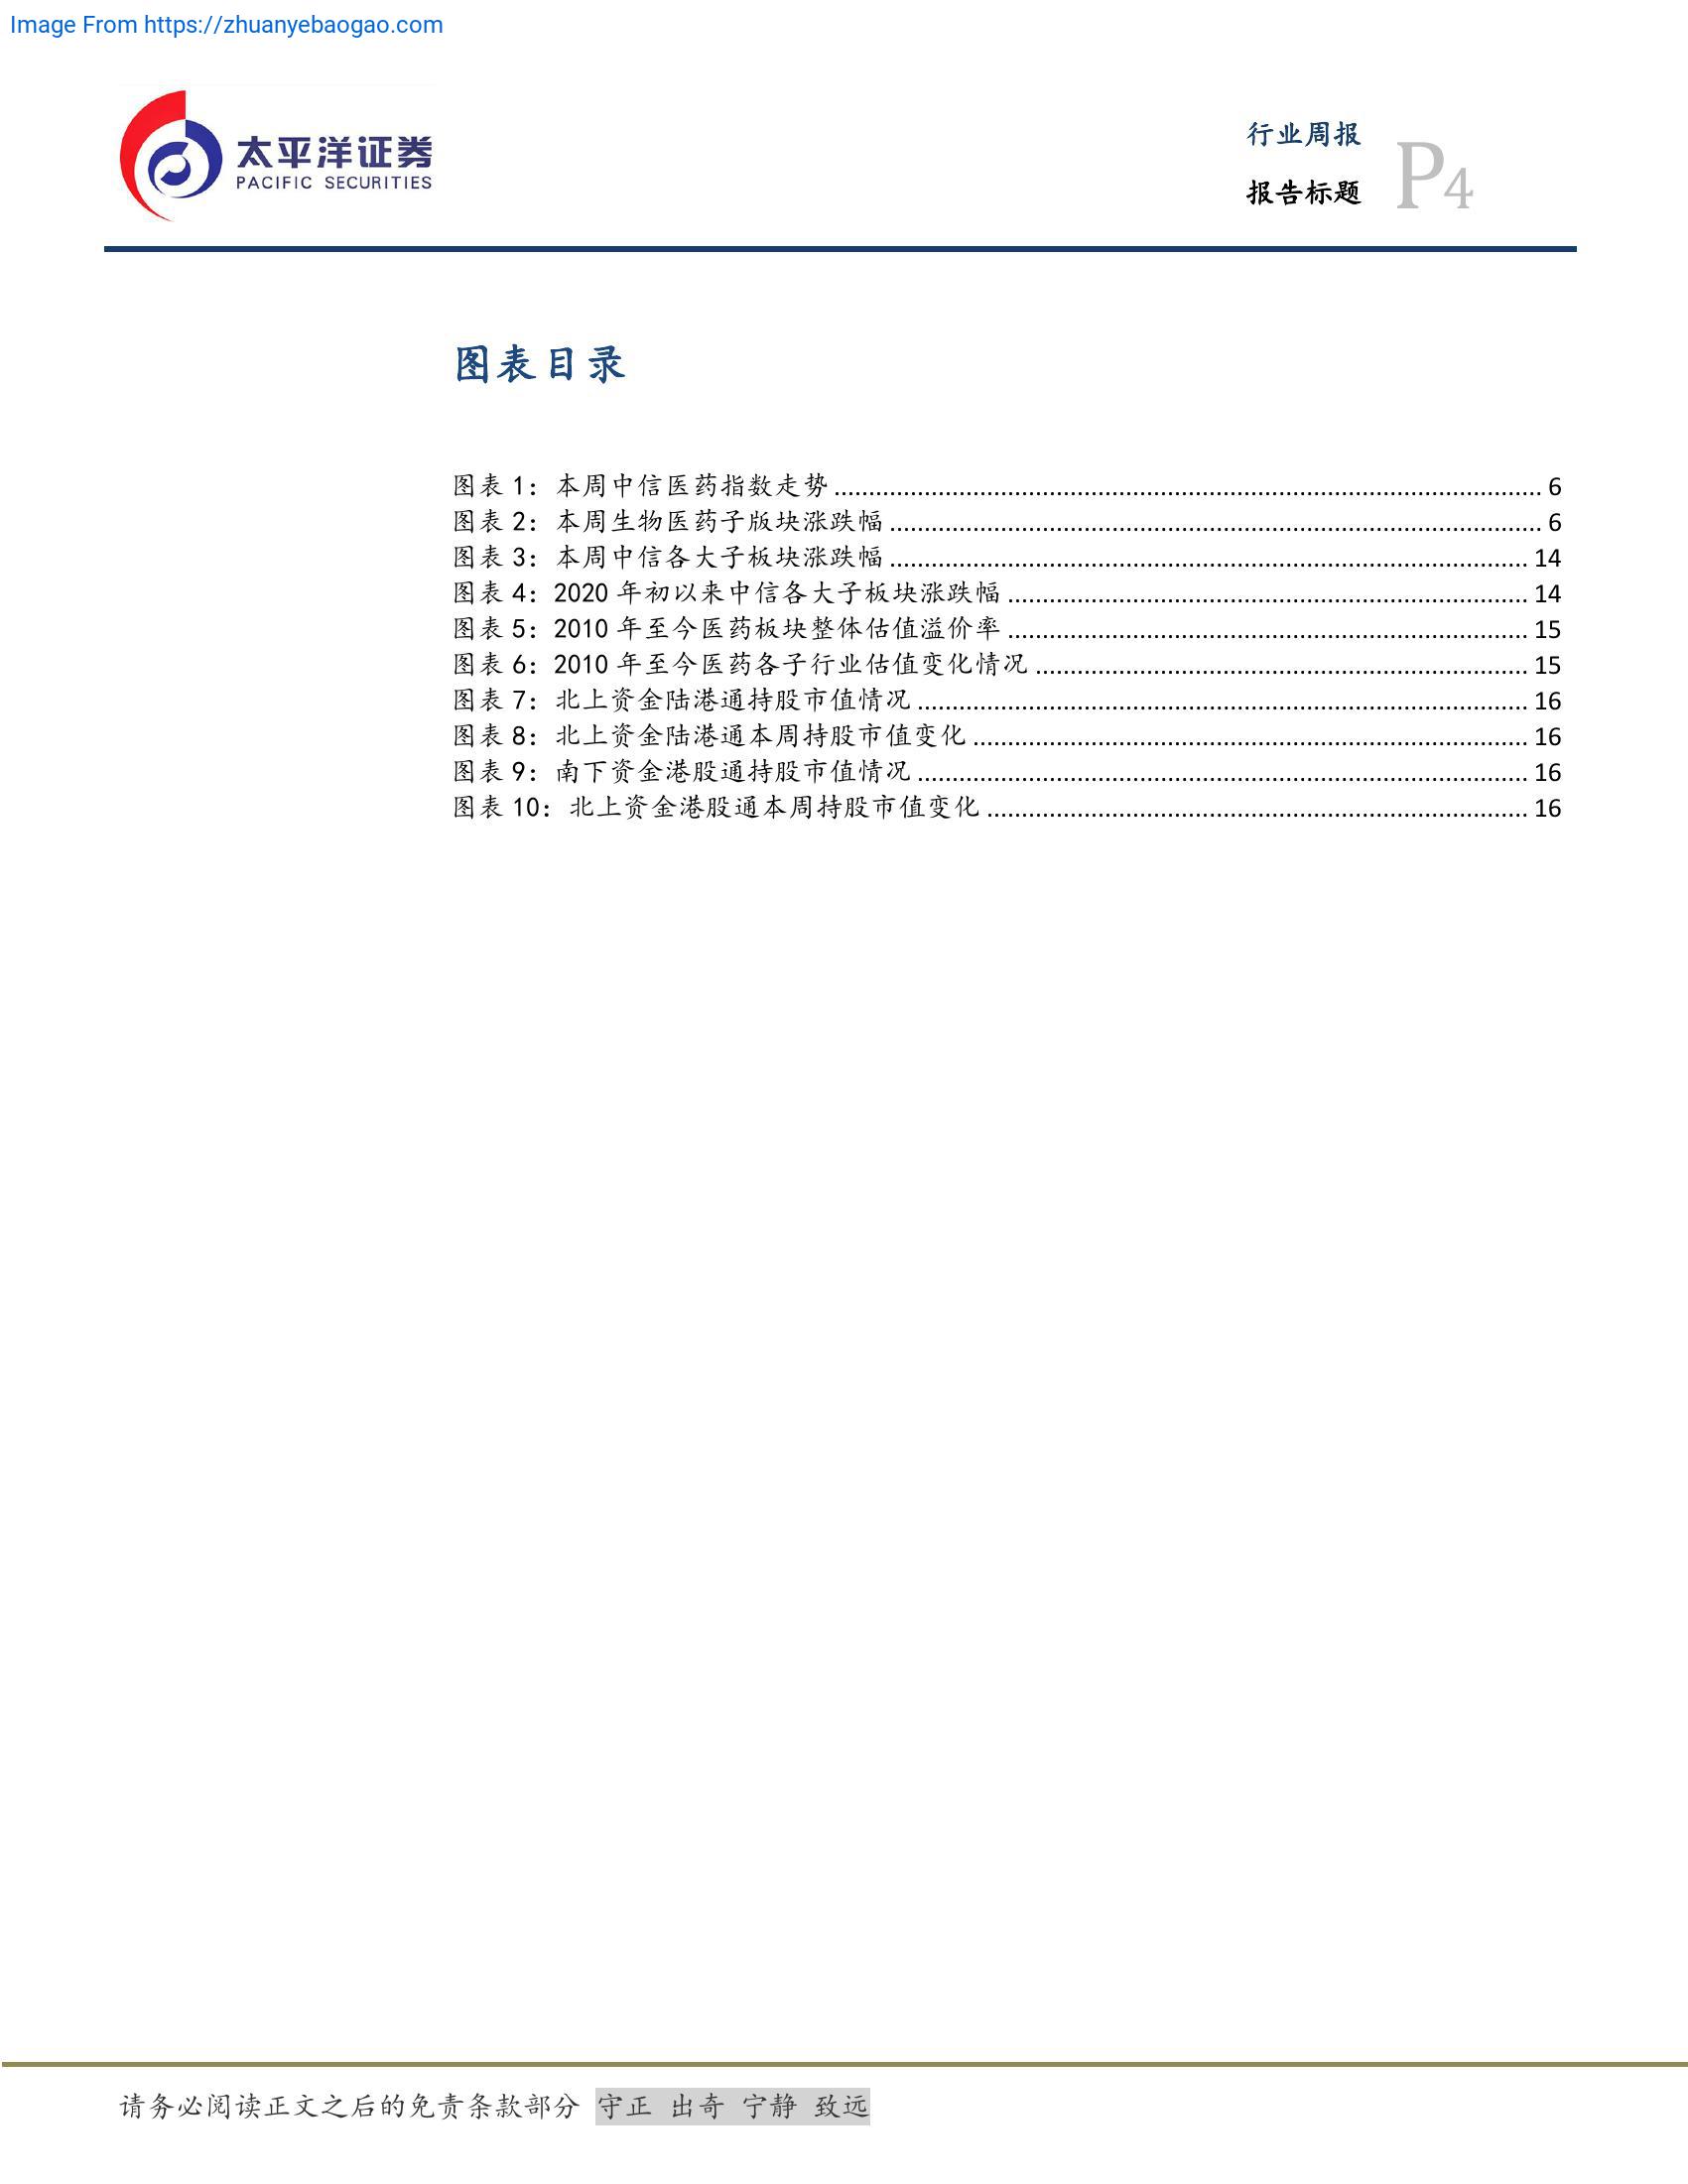 Image From https://zhuanyebaogao.com
太平洋证券
PACIFIC SECURITIES
行业周报
报告标题
P4
图表目录
图表 1：本周中信医药指数走势 6
图表 2：本周生物医药子版块涨跌幅 6
图表 3：本周中信各大子板块涨跌幅 14
图表 4：2020 年初以来中信各大子板块涨跌幅 14
图表 5：2010 年至今医药板块整体估值溢价率 15
图表 6：2010 年至今医药各子行业估值变化情况 15
图表 7：北上资金陆港通持股市值情况 16
图表 8：北上资金陆港通本周持股市值变化 16
图表 9：南下资金港股通持股市值情况 16
图表 10：北上资金港股通本周持股市值变化 16
请务必阅读正文之后的免责条款部分 守正 出奇 宁静 致远